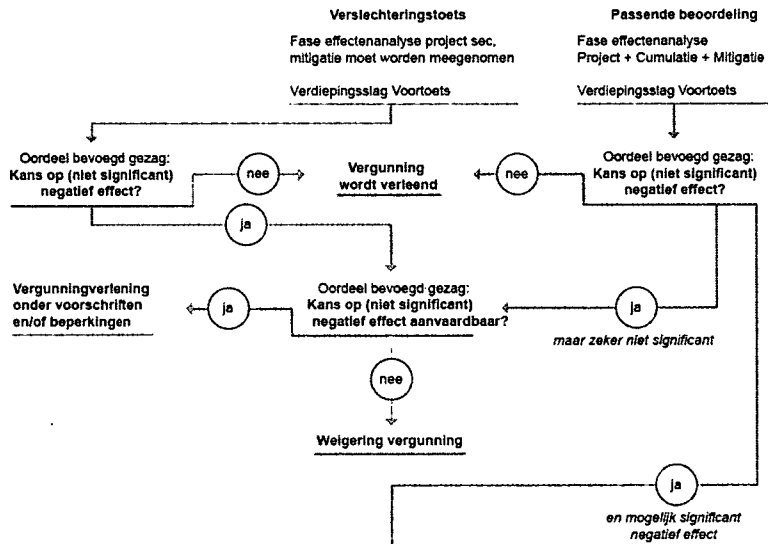 Verslechteringstoets
Fase effectenanalyse project sec,
mitigatie moet worden meegenomen
Verdiepingsslag Voortoets
Passende beoordeling
Fase effectenanalyse
Project + Cumulatie + Mitigatie
Verdiepingsslag Voortoets
Oordeel bevoegd gezag:
Kans op (niet significant)
negatief effect?
nee
Vergunning
wordt verleend
nee
Oordeel bevoegd gezag:
Kans op (niet significant)
negatief effect?
ja
Vergunningverlening
onder voorschriften
en/of beperkingen
ja
Oordeel bevoegd gezag:
Kans op (niet significant)
negatief effect aanvaardbaar?
ja
maar zeker niet significant
nee
Weigering vergunning
ja
en mogelijk significant
negatief effect